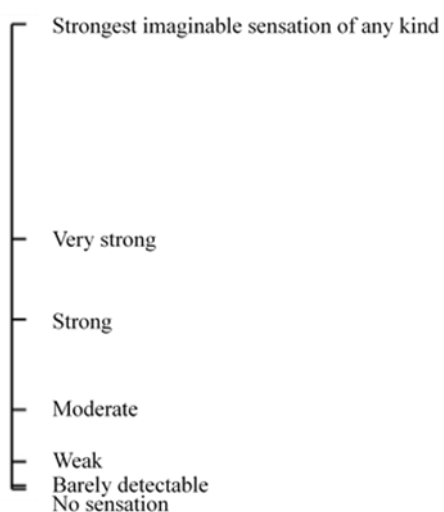 Strongest imaginable sensation of any kind
Very strong
Strong
Moderate
Weak
Barely detectable
No sensation